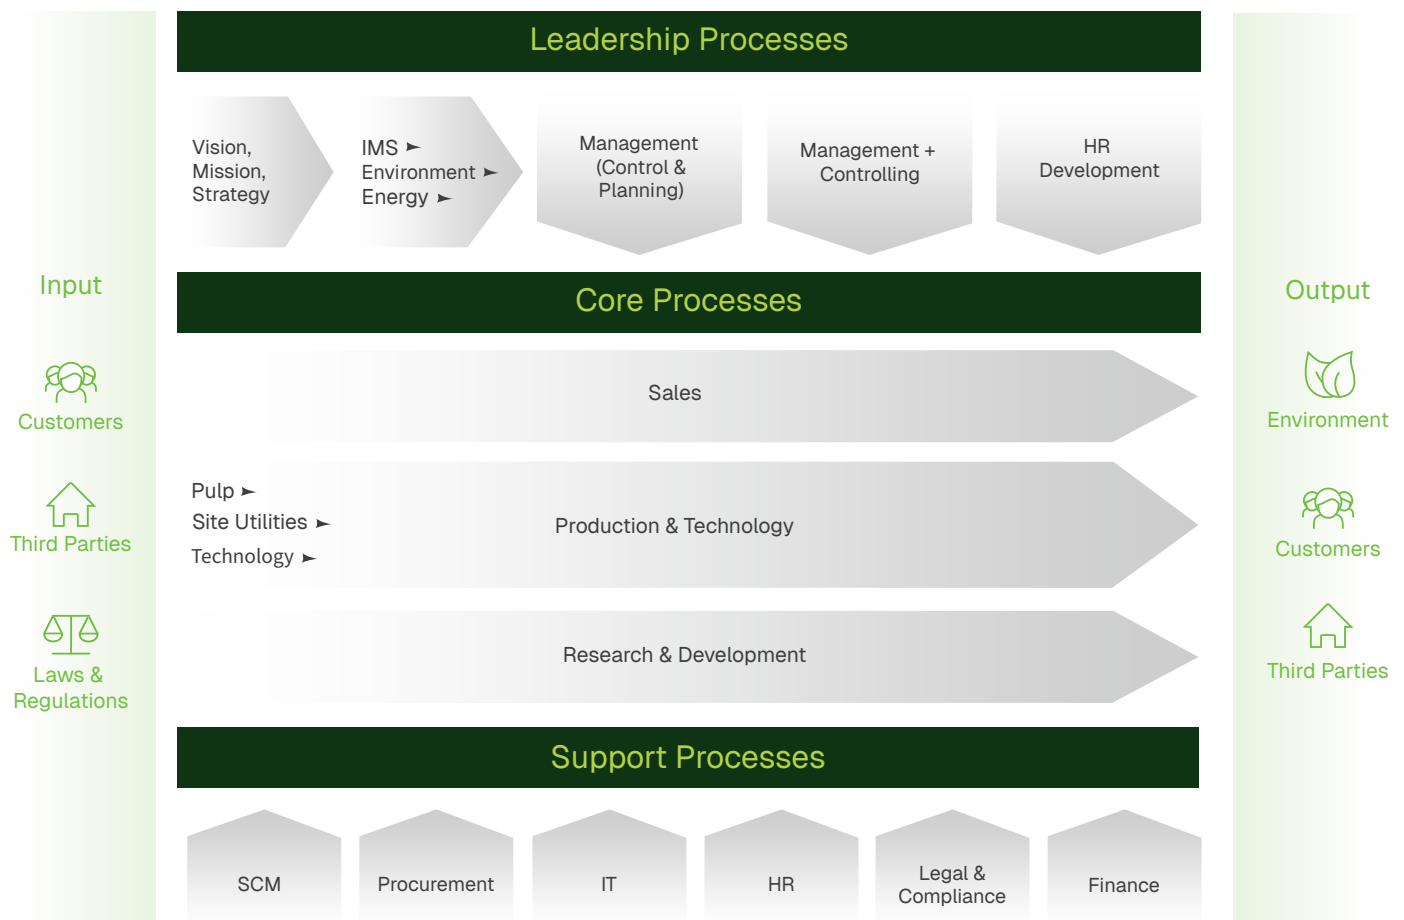 Leadership Processes
Vision,
Mission,
Strategy
IMS ➤
Environment ➤
Energy ➤
Management
(Control &
Planning)
Management +
Controlling
HR
Development
Input
Customers
Third Parties
Laws &
Regulations
Core Processes
Sales
Pulp ➤
Site Utilities ➤
Technology ➤
Production & Technology
Research & Development
Output
Environment
Customers
Third Parties
Support Processes
SCM
Procurement
IT
HR
Legal &
Compliance
Finance